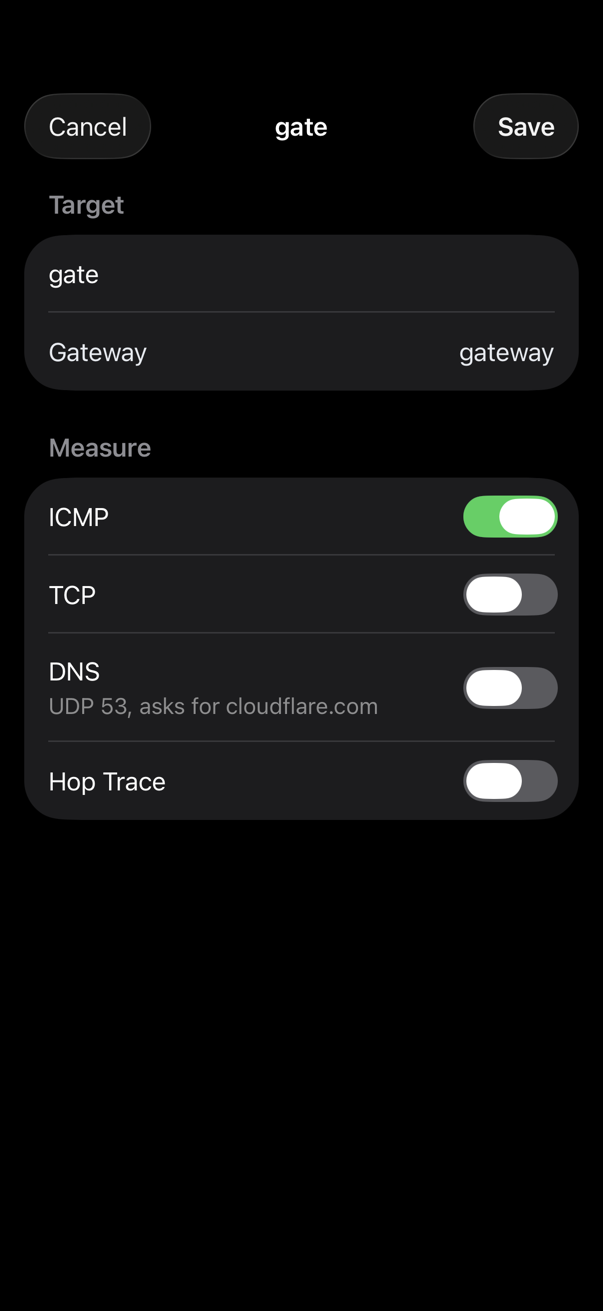 Cancel
gate
Save
Target
gate
Gateway
gateway
Measure
ICMP
TCP
DNS
UDP 53, asks for cloudflare.com
Hop Trace